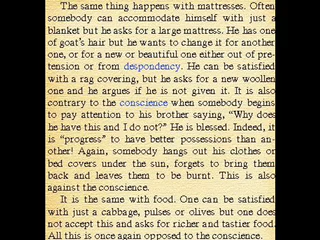 The same thing happens with mattresses. Often
somebody can accommodate himself with just a
blanket but he asks for a large mattress. He has one
of goat's hair but he wants to change it for another
one, or for a new or beautiful one either out of pre-
tension or from despondency. He can be satisfied
with a rag covering, but he asks for a new woollen
one and he argues if he is not given it. It is also
contrary to the conscience when somebody begins
to pay attention to his brother saying, “Why does
he have this and I do not?” He is blessed. Indeed, it
is “progress” to have better possessions than an-
other! Again, somebody hangs out his clothes or
bed covers under the sun, forgets to bring them
back and leaves them to be burnt. This is also
against the conscience.
It is the same with food. One can be satisfied
with just a cabbage, pulses or olives but one does
not accept this and asks for richer and tastier food.
All this is once again opposed to the conscience.